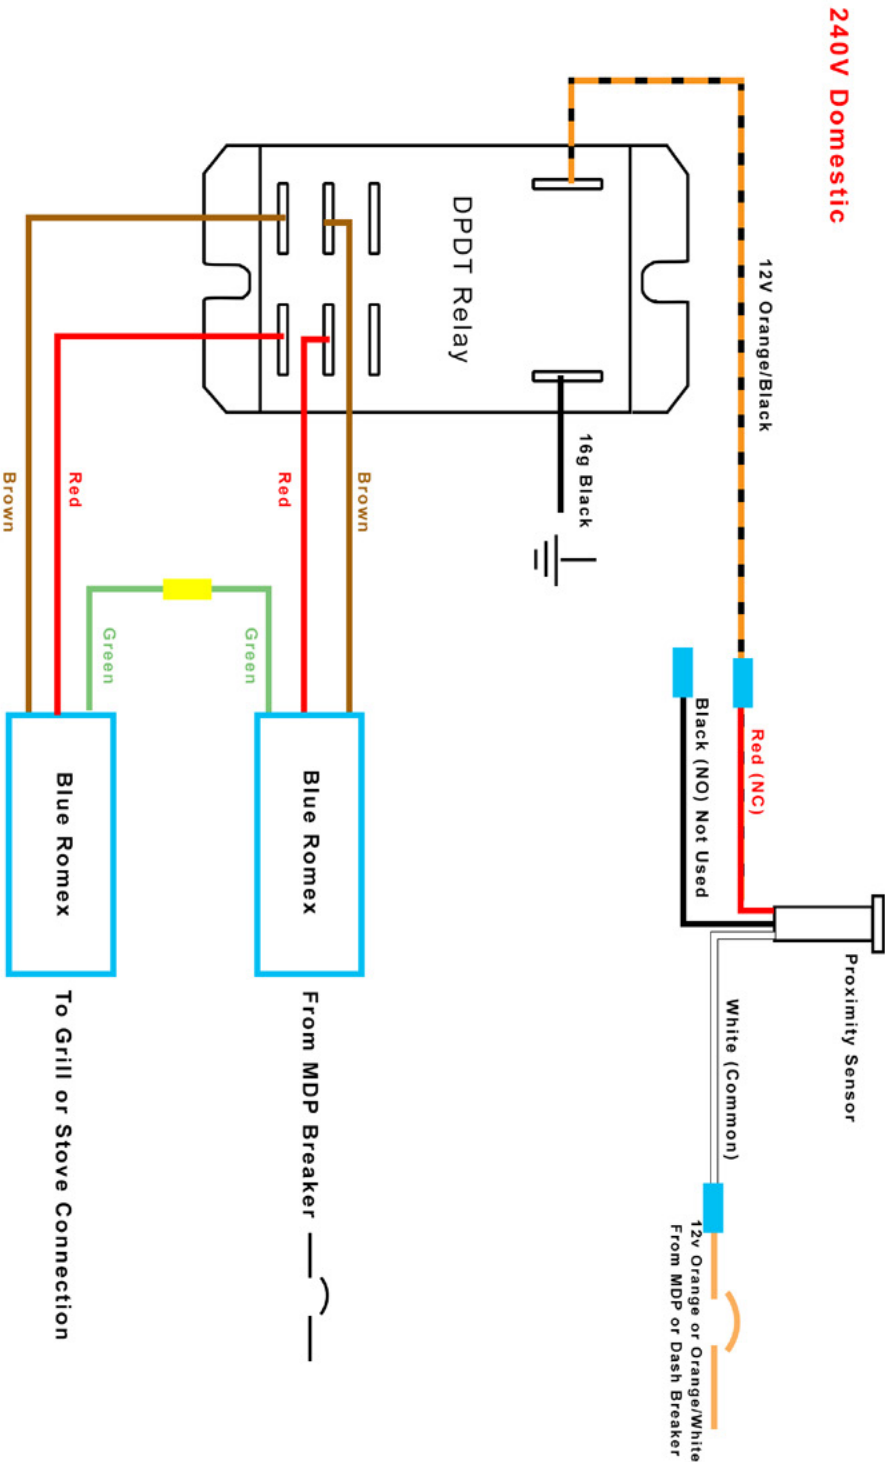 240V Domestic
12V Orange/Black
Red (NC)
Black (NO) Not Used
Proximity Sensor
White (Common)
12v Orange or Orange/White
From MDP or Dash Breaker
DPDT Relay
16g Black
Brown
Red
Green
Blue Romex
From MDP Breaker
Red
Brown
Green
Blue Romex
To Grill or Stove Connection